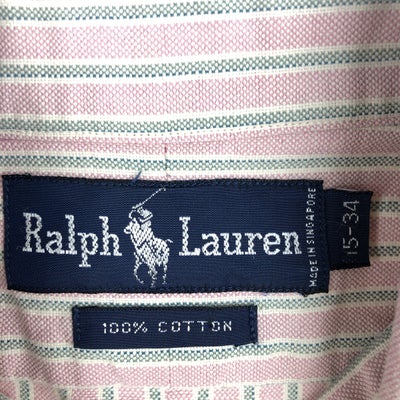 Ralph Lauren
MADE IN SINGAPORE
15-34
100% COTTON